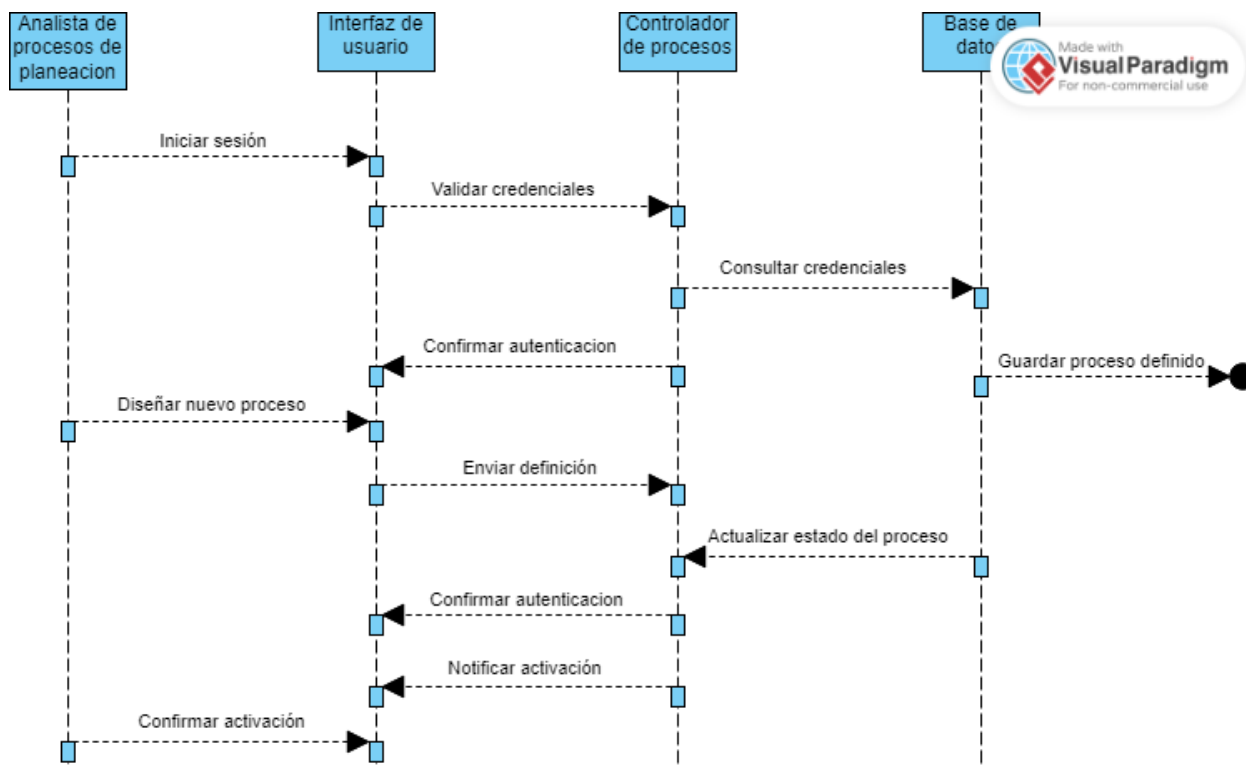 Analista de
procesos de
planeacion
Interfaz de
usuario
Controlador
de procesos
Base de
dato
Made with
Visual Paradigm
For non-commercial use
Iniciar sesión
Validar credenciales
Consultar credenciales
Confirmar autenticacion
Guardar proceso definido
Diseñar nuevo proceso
Enviar definición
Actualizar estado del proceso
Confirmar autenticacion
Notificar activación
Confirmar activación